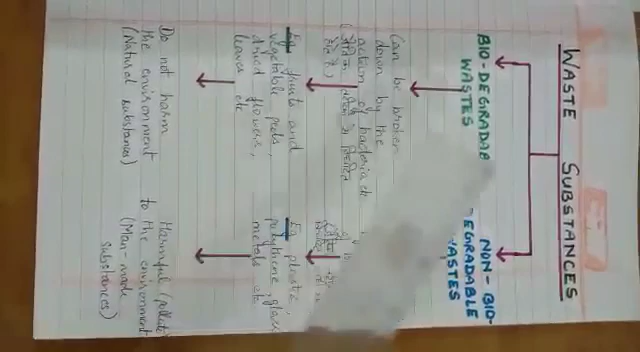 WASTE SUBSTANCES
BIO-DEGRADAB
WASTES
Can be broken
down by the
action of bacteria etc
Eg fruits and
vegetable peels,
dried flowers,
leaves etc
Do not harm
the environment
(Natural substances)
NON-BIO-
EGRADABLE
WASTES
Eg plastic,
polythene, glass
metals etc
Harmful (pollute)
to the environment
(Man-made
substances)